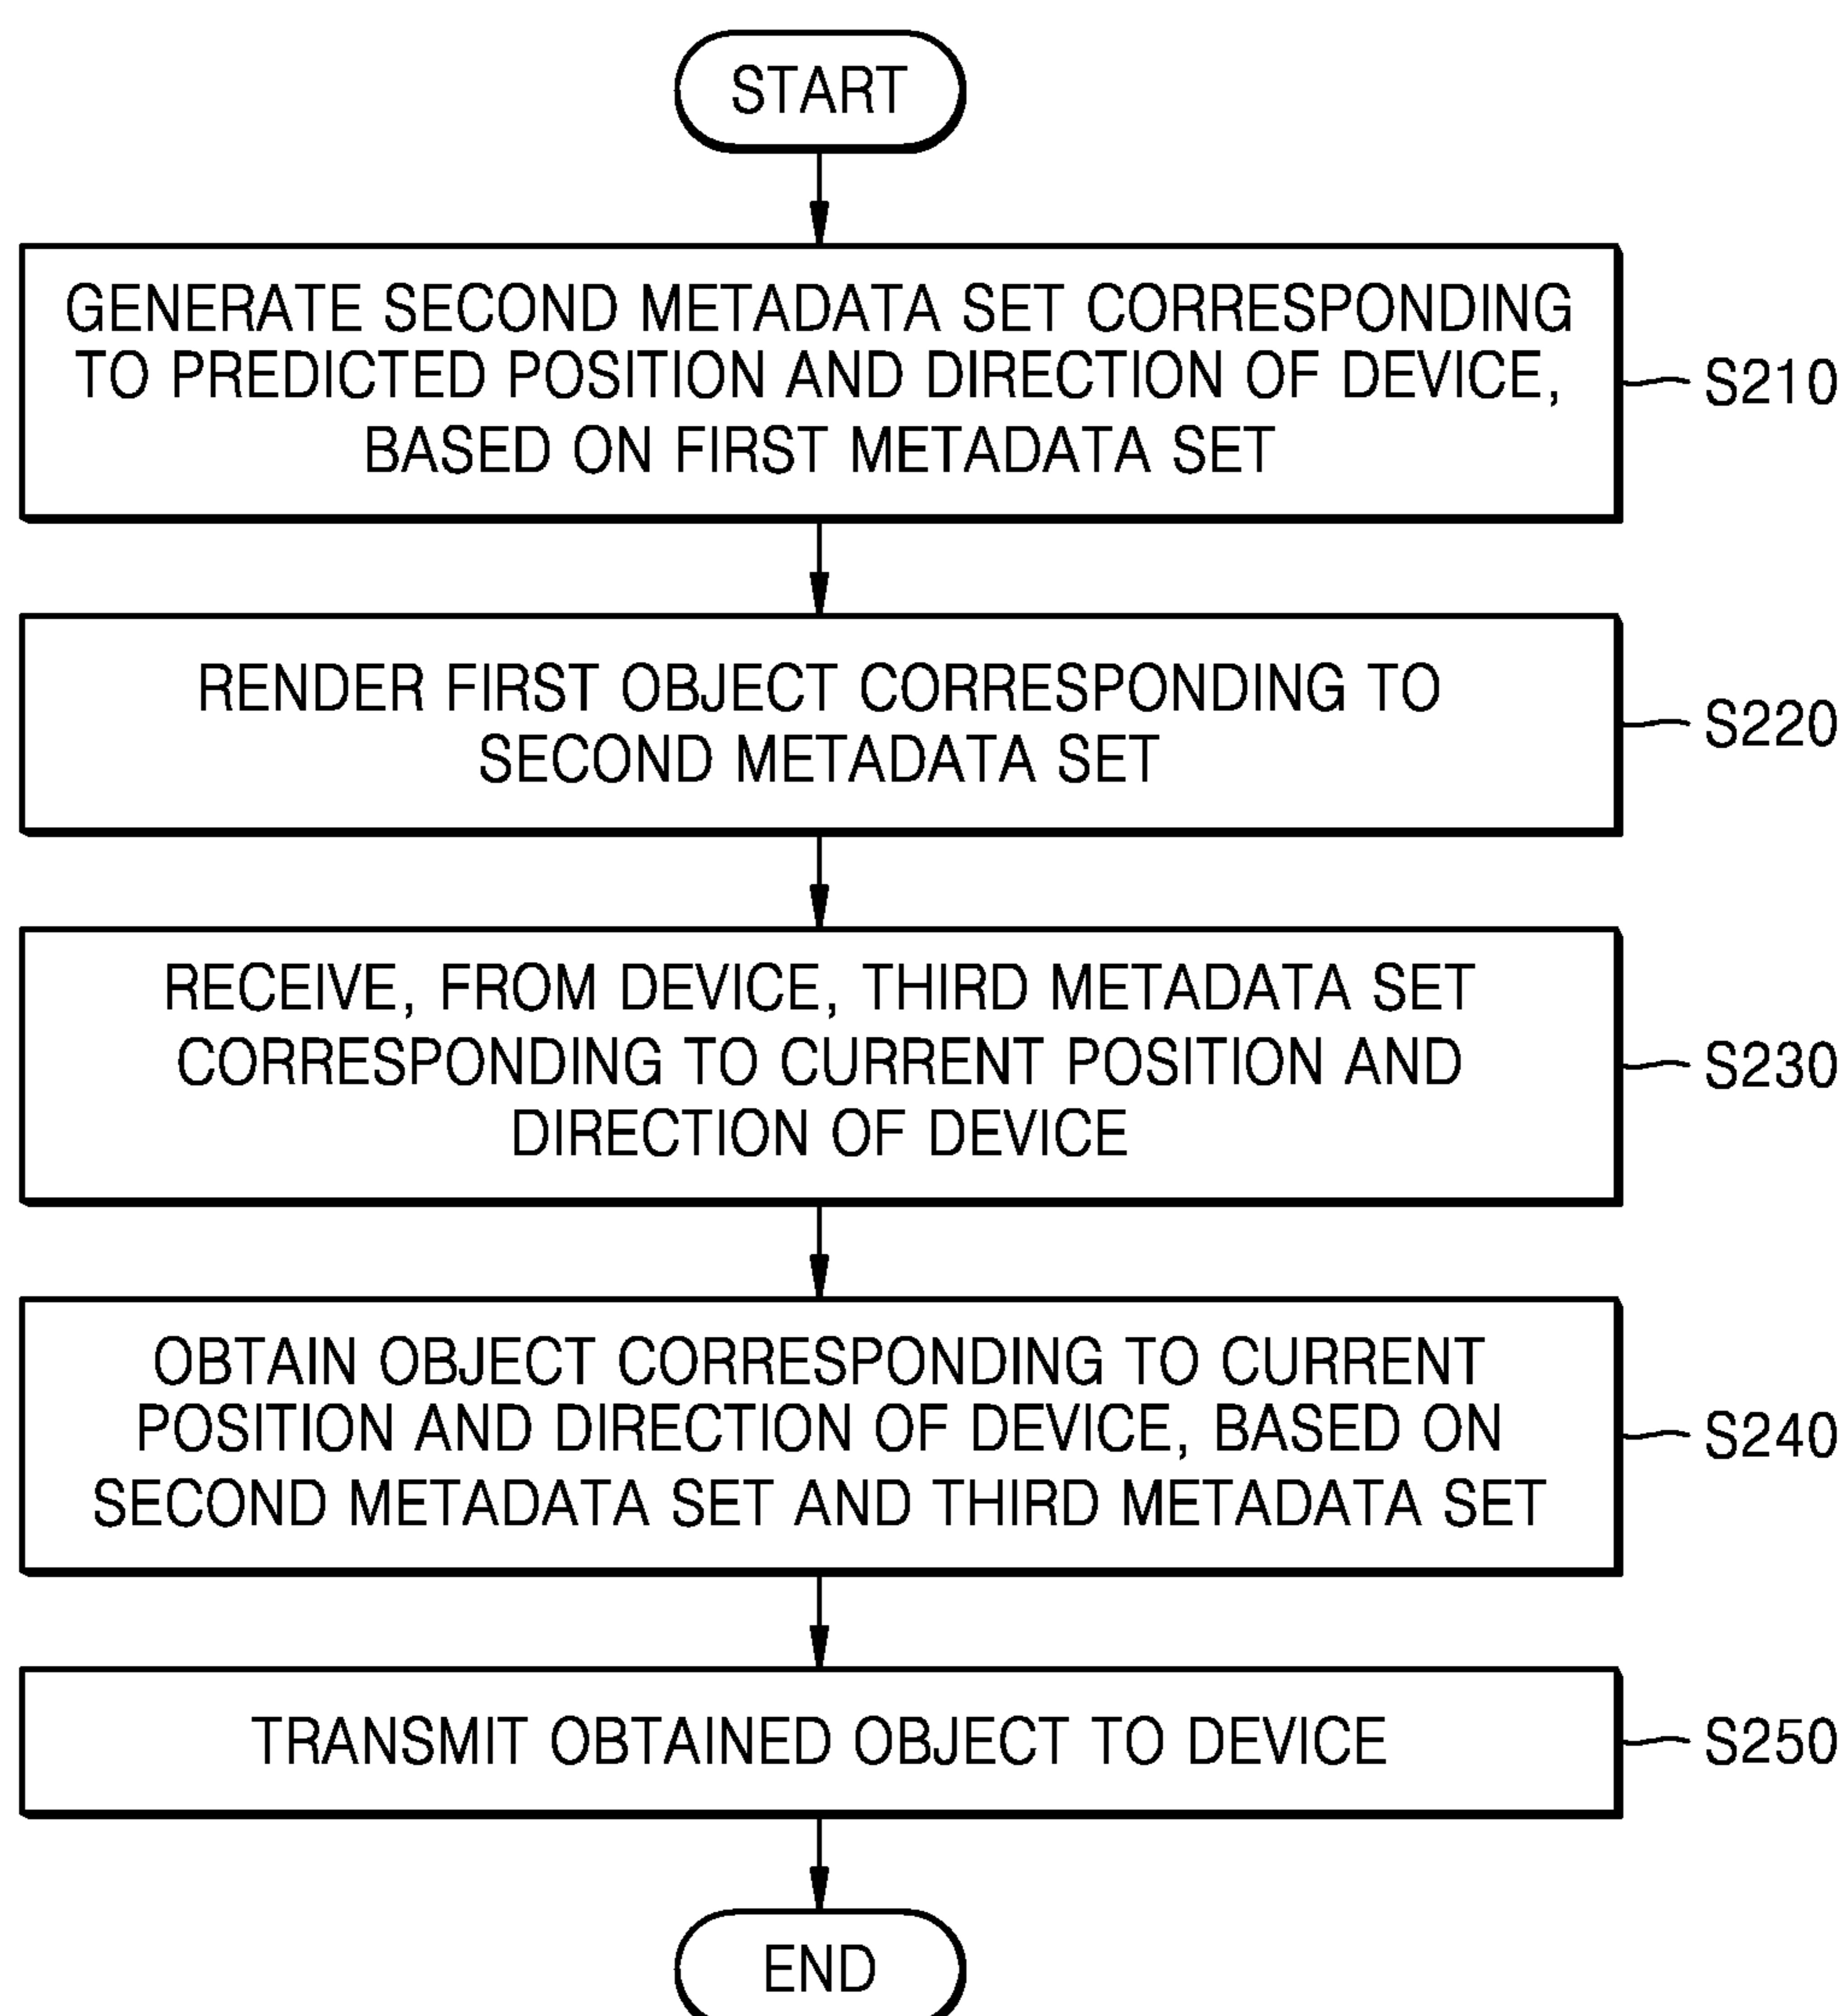 START
GENERATE SECOND METADATA SET CORRESPONDING
TO PREDICTED POSITION AND DIRECTION OF DEVICE,
BASED ON FIRST METADATA SET
S210
RENDER FIRST OBJECT CORRESPONDING TO
SECOND METADATA SET
S220
RECEIVE, FROM DEVICE, THIRD METADATA SET
CORRESPONDING TO CURRENT POSITION AND
DIRECTION OF DEVICE
S230
OBTAIN OBJECT CORRESPONDING TO CURRENT
POSITION AND DIRECTION OF DEVICE, BASED ON
SECOND METADATA SET AND THIRD METADATA SET
S240
TRANSMIT OBTAINED OBJECT TO DEVICE
S250
END